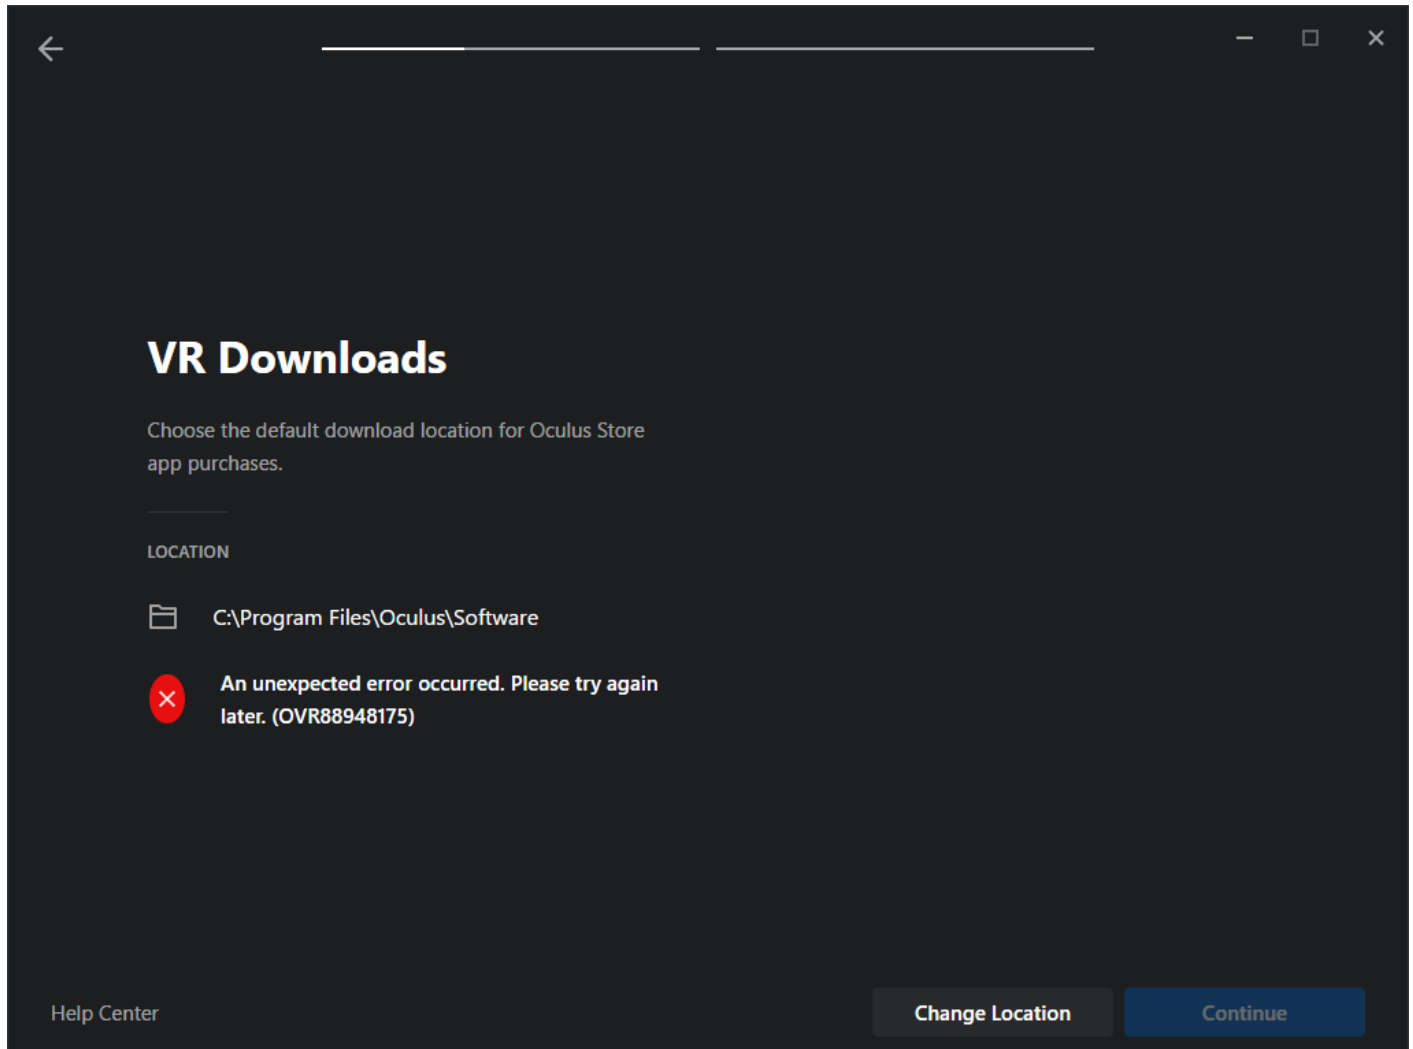 VR Downloads
Choose the default download location for Oculus Store
app purchases.
LOCATION
C:\Program Files\Oculus\Software
An unexpected error occurred. Please try again
later. (OVR88948175)
Help Center
Change Location
Continue